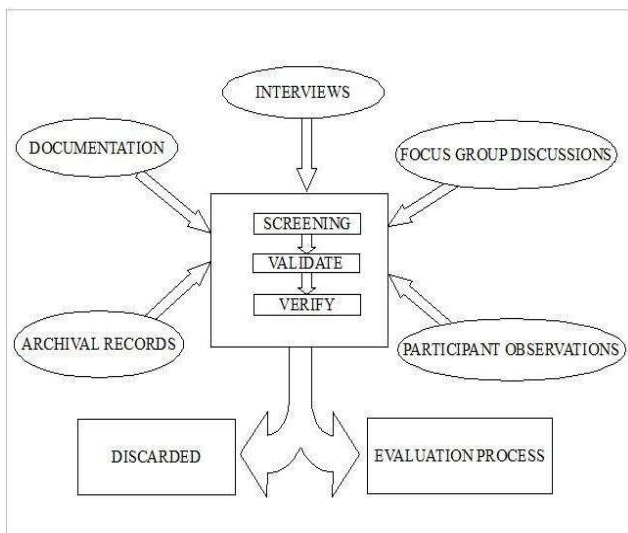 INTERVIEWS
DOCUMENTATION
FOCUS GROUP DISCUSSIONS
SCREENING
VALIDATE
VERIFY
ARCHIVAL RECORDS
PARTICIPANT OBSERVATIONS
DISCARDED
EVALUATION PROCESS